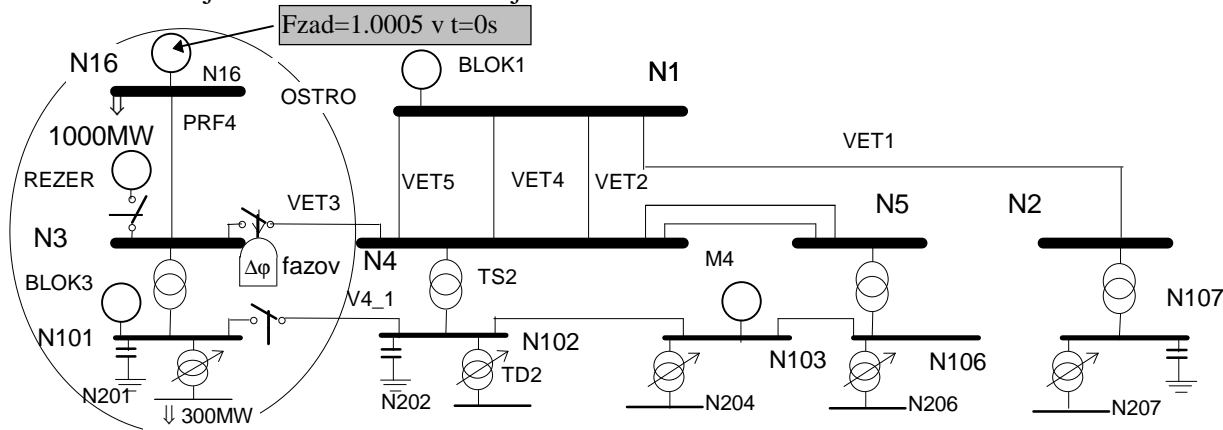 Fzad=1.0005 v t=0s
N16
N16
OSTRO
PRF4
1000MW
REZER
N3
BLOK3
N101
N201
300MW
VET3
Δφ
fazov
V4_1
BLOK1
N1
VET1
VET5
VET4
VET2
N5
N2
N4
TS2
M4
N107
N102
TD2
N202
N103
N106
N204
N206
N207